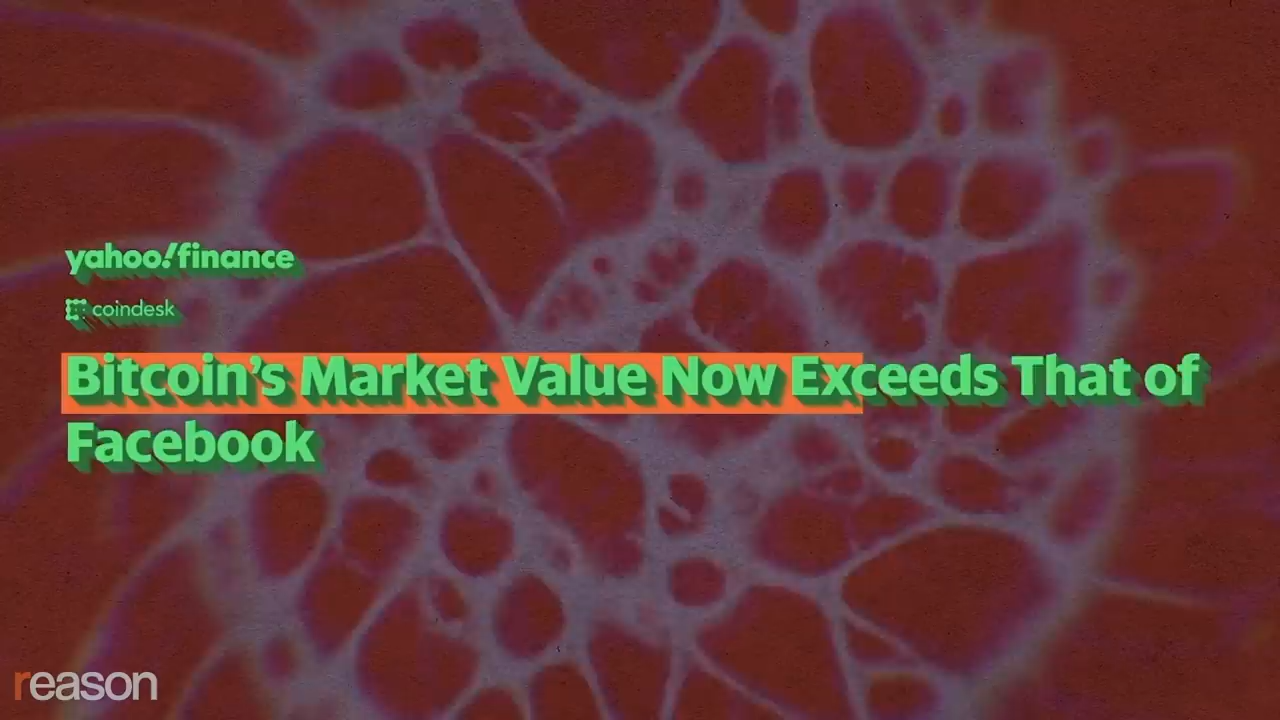 yahoo!finance
coindesk
Bitcoin’s Market Value Now Exceeds That of
Facebook
reason